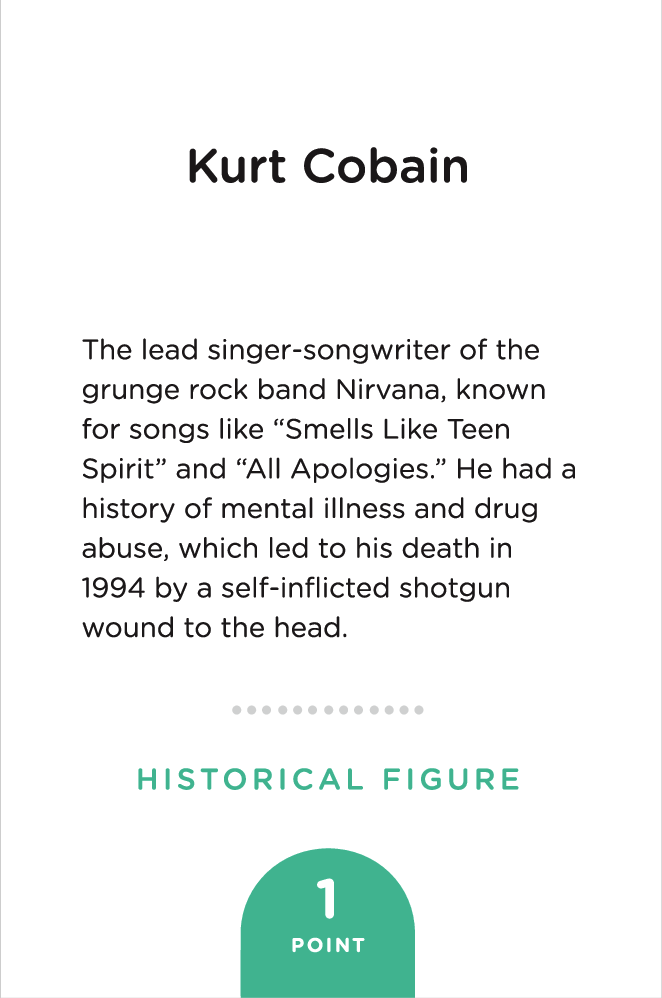 Kurt Cobain
The lead singer-songwriter of the
grunge rock band Nirvana, known
for songs like “Smells Like Teen
Spirit” and “All Apologies.” He had a
history of mental illness and drug
abuse, which led to his death in
1994 by a self-inflicted shotgun
wound to the head.
HISTORICAL FIGURE
1
POINT